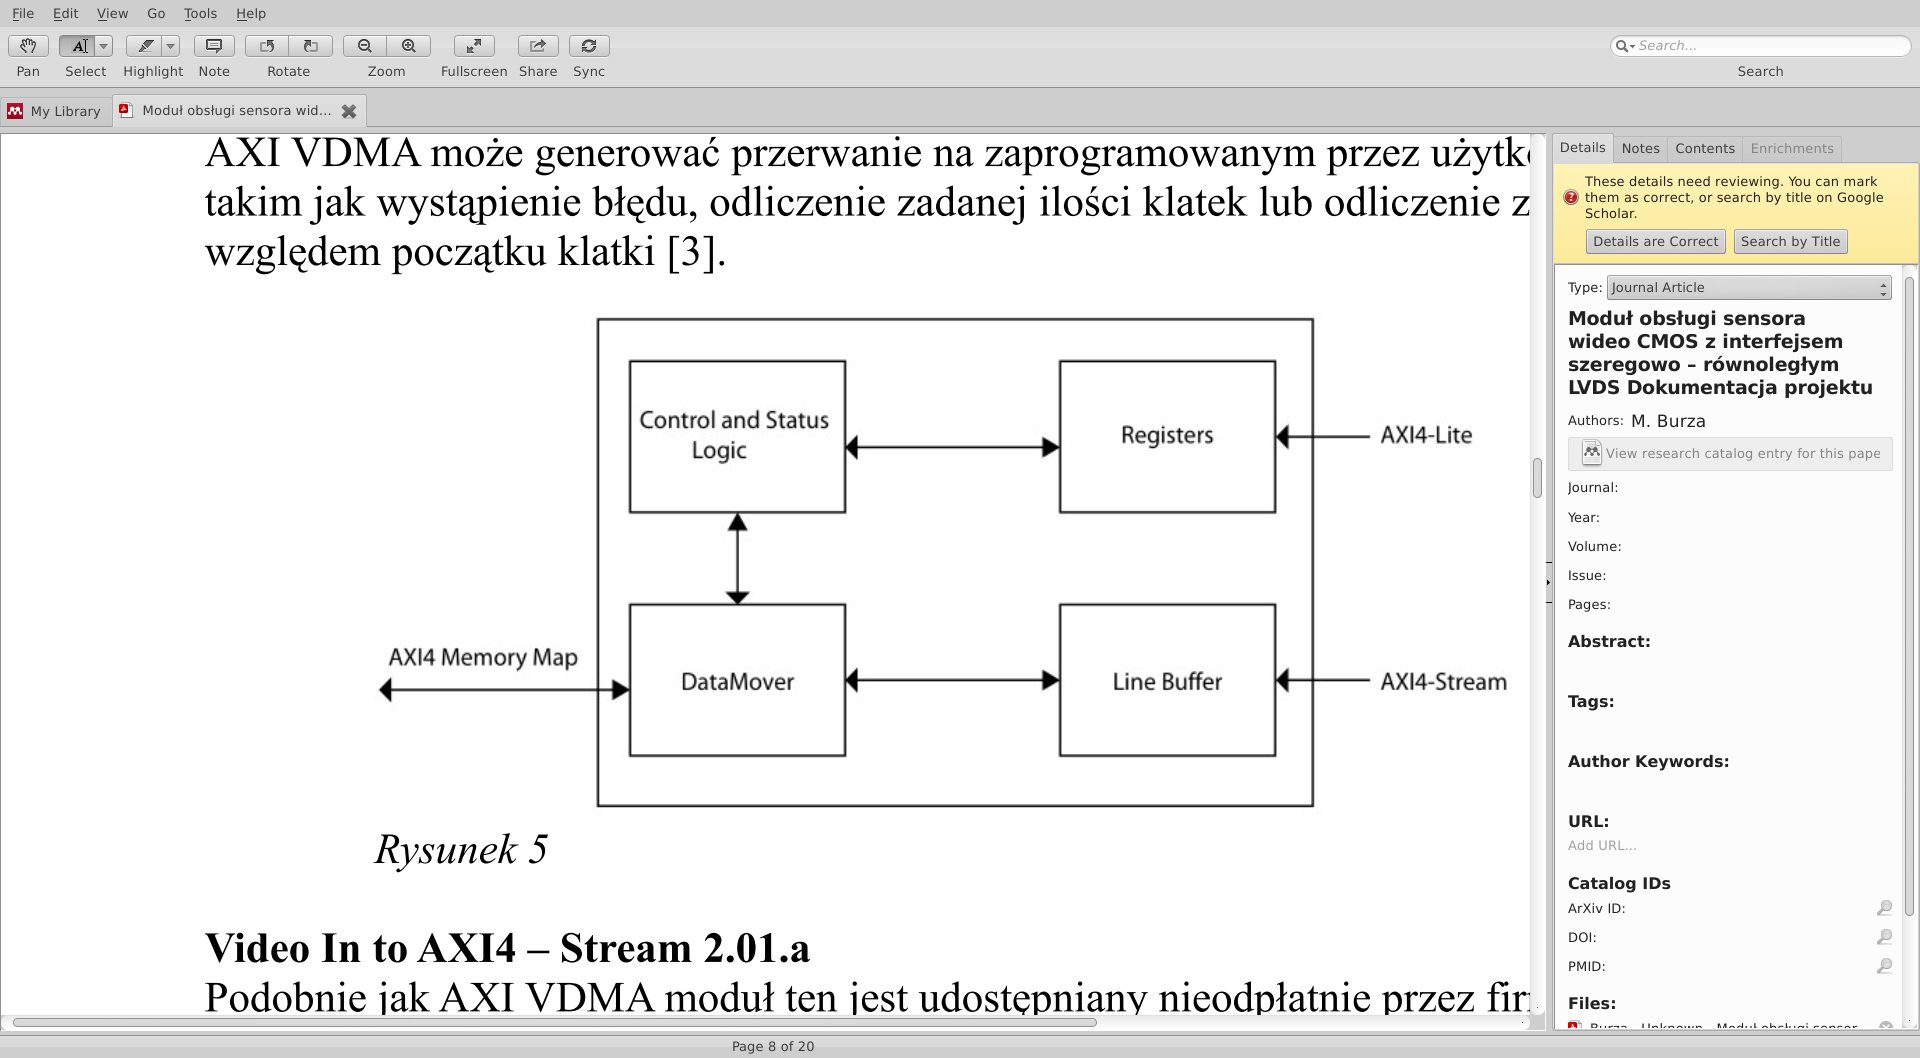 File Edit View Go Tools Help
Pan Select Highlight Note Rotate Zoom Fullscreen Share Sync
Search...
Search
My Library
Moduł obsługi sensora wid...
AXI VDMA może generować przerwanie na zaprogramowanym przez
takim jak wystąpienie błędu, odliczenie zadanej ilości klatek lub odliczenie
względem początku klatki [3].
Control and Status
Logic
Registers
AXI4-Lite
AXI4 Memory Map
DataMover
Line Buffer
AXI4-Stream
Rysunek 5
Video In to AXI4 – Stream 2.01.a
Podobnie jak AXI VDMA moduł ten jest udostępniany nieodpłatnie przez
Details Notes Contents Enrichments
These details need reviewing. You can mark
them as correct, or search by title on Google
Scholar.
Details are Correct Search by Title
Type: Journal Article
Moduł obsługi sensora
wideo CMOS z interfejsem
szeregowo – równoległym
LVDS Dokumentacja projektu
Authors: M. Burza
View research catalog entry for this pape
Journal:
Year:
Volume:
Issue:
Pages:
Abstract:
Tags:
Author Keywords:
URL:
Add URL...
Catalog IDs
ArXiv ID:
DOI:
PMID:
Files:
Burza - Unknown - Moduł obsługi sensor
Page 8 of 20